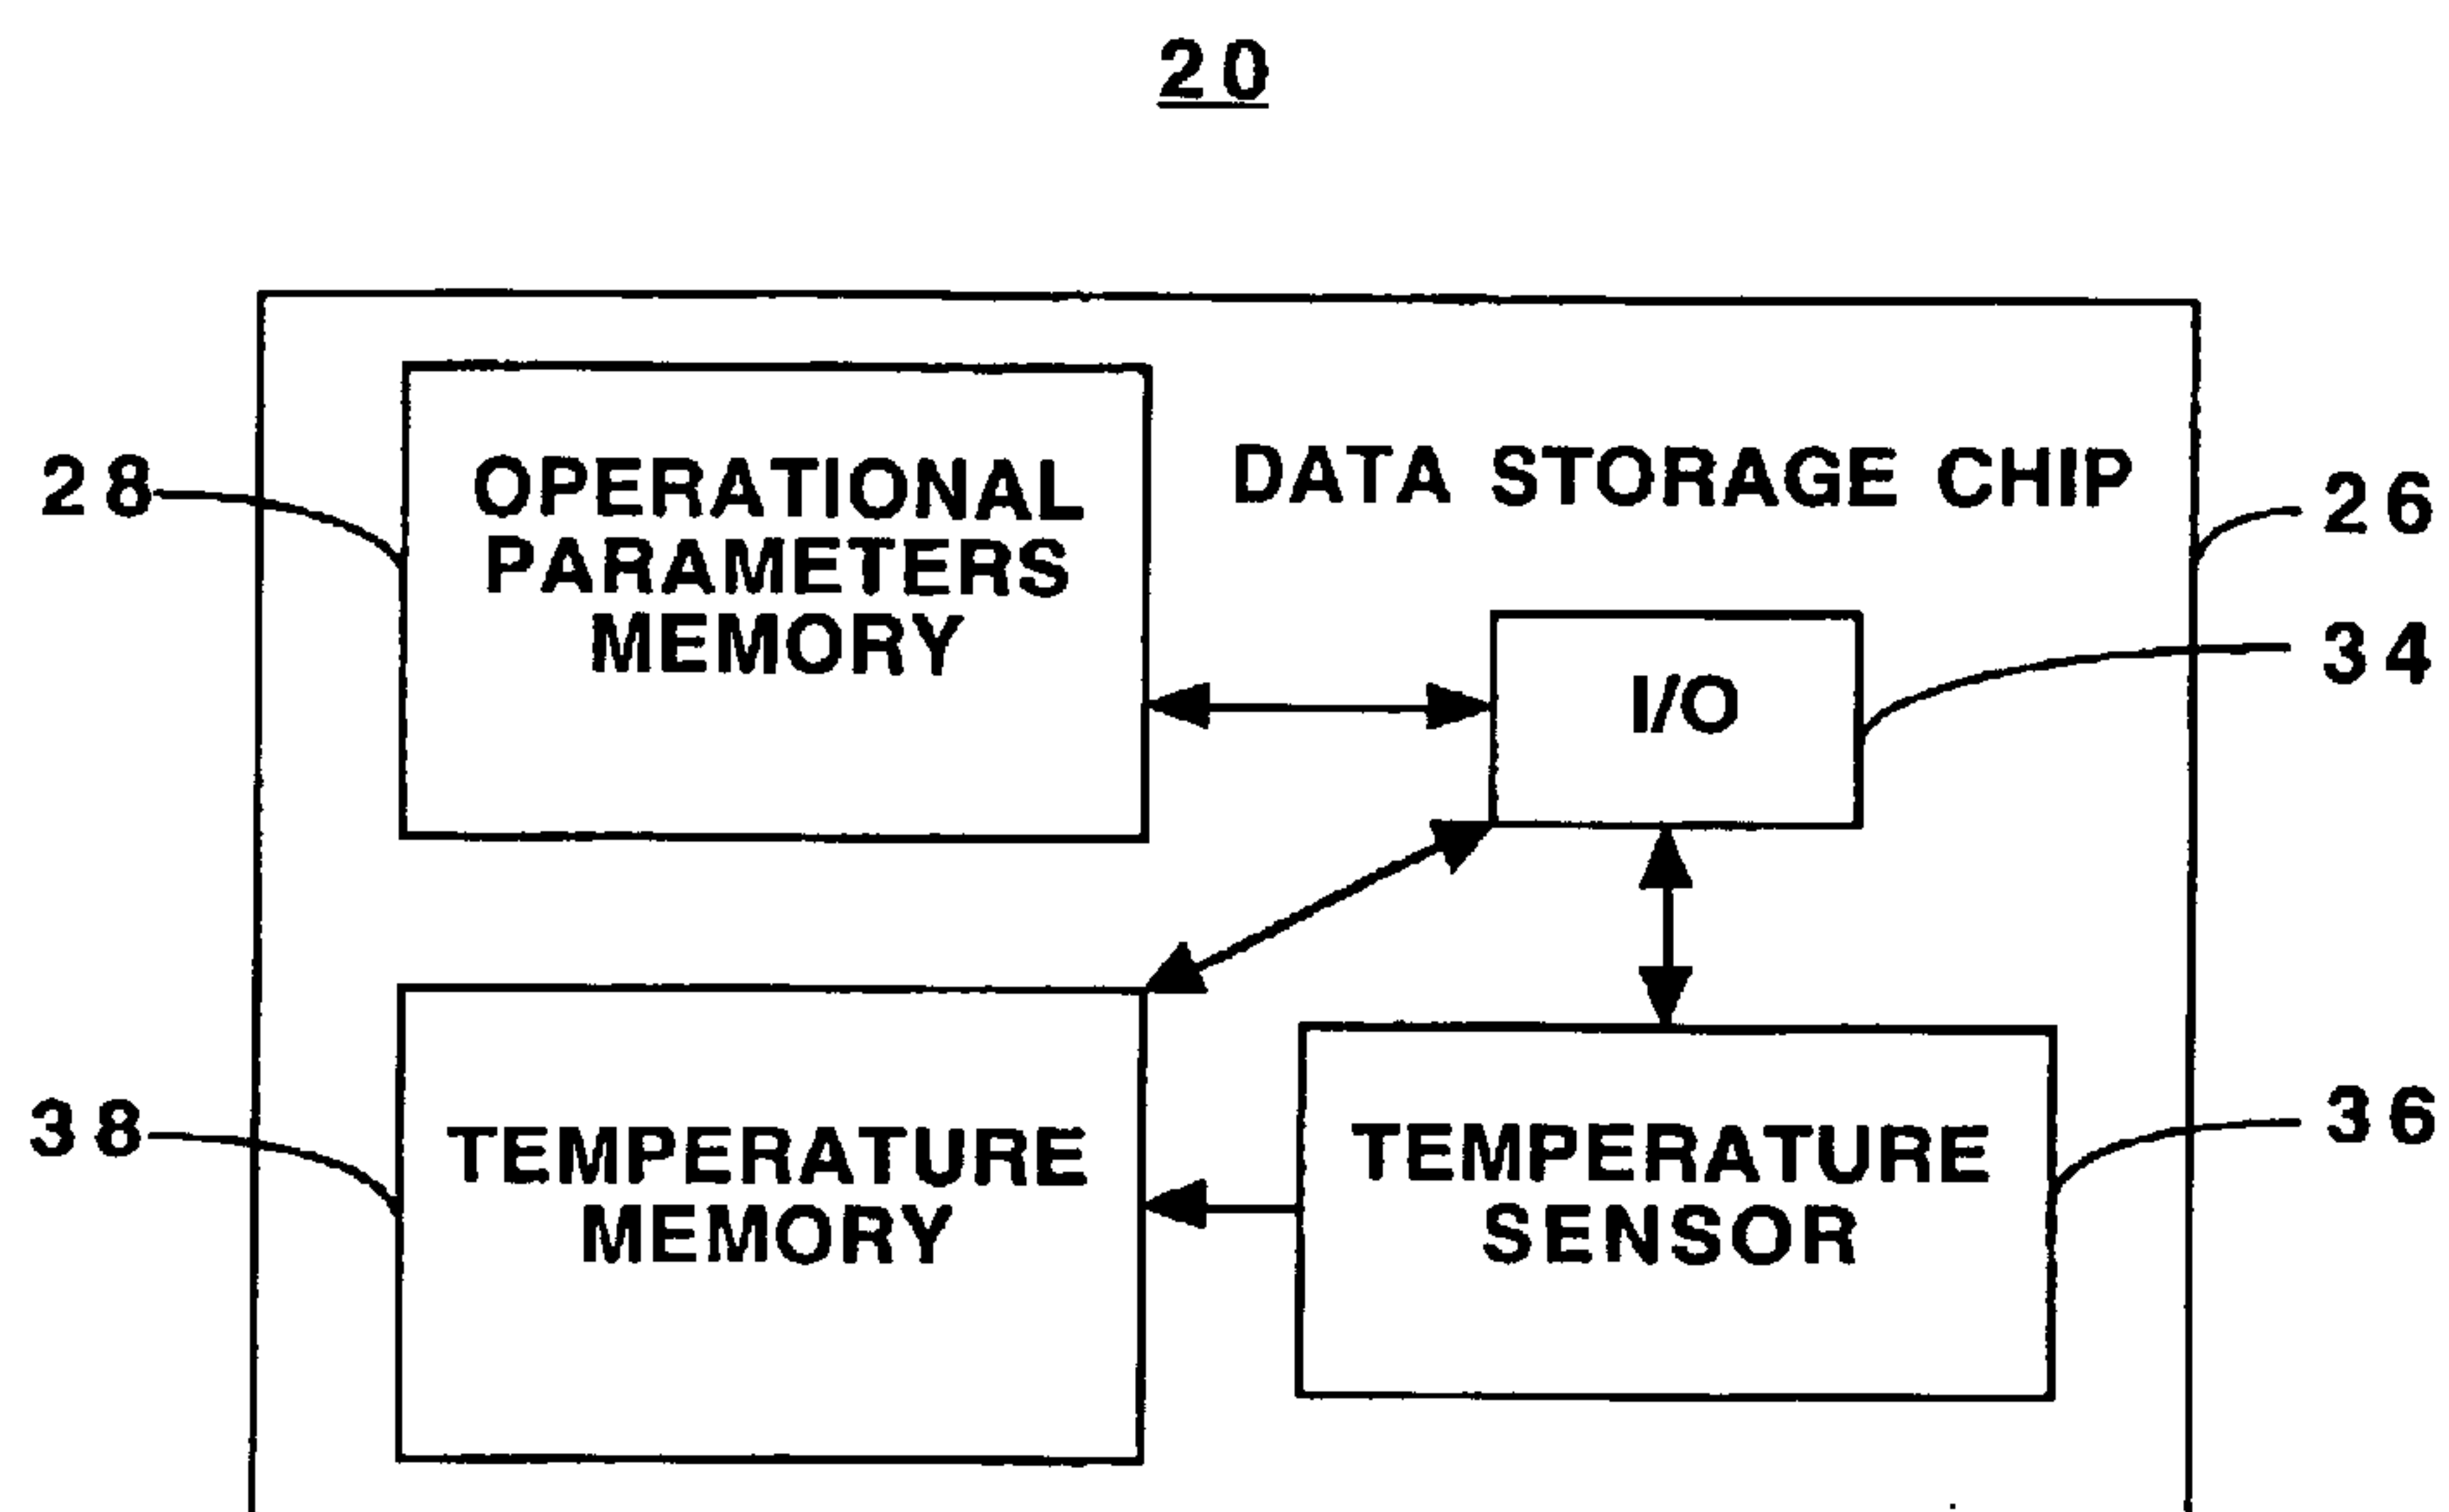 20
28
OPERATIONAL
PARAMETERS
MEMORY
DATA STORAGE CHIP
26
34
I/O
38
TEMPERATURE
MEMORY
TEMPERATURE
SENSOR
36